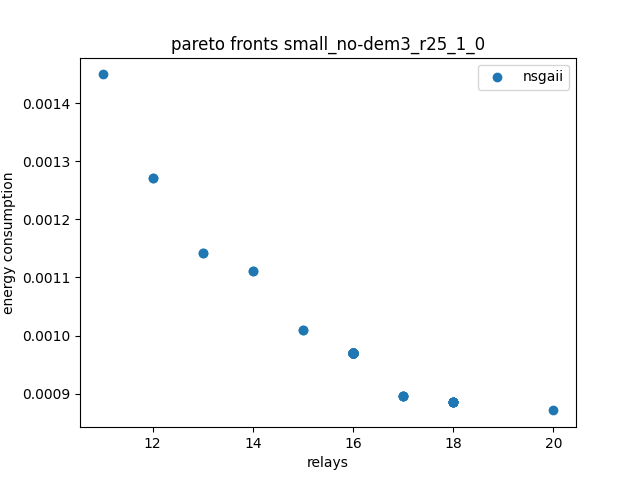 pareto fronts small_no-dem3_r25_1_0
nsgaii
0.0014
0.0013
0.0012
0.0011
0.0010
0.0009
energy consumption
12 14 16 18 20
relays